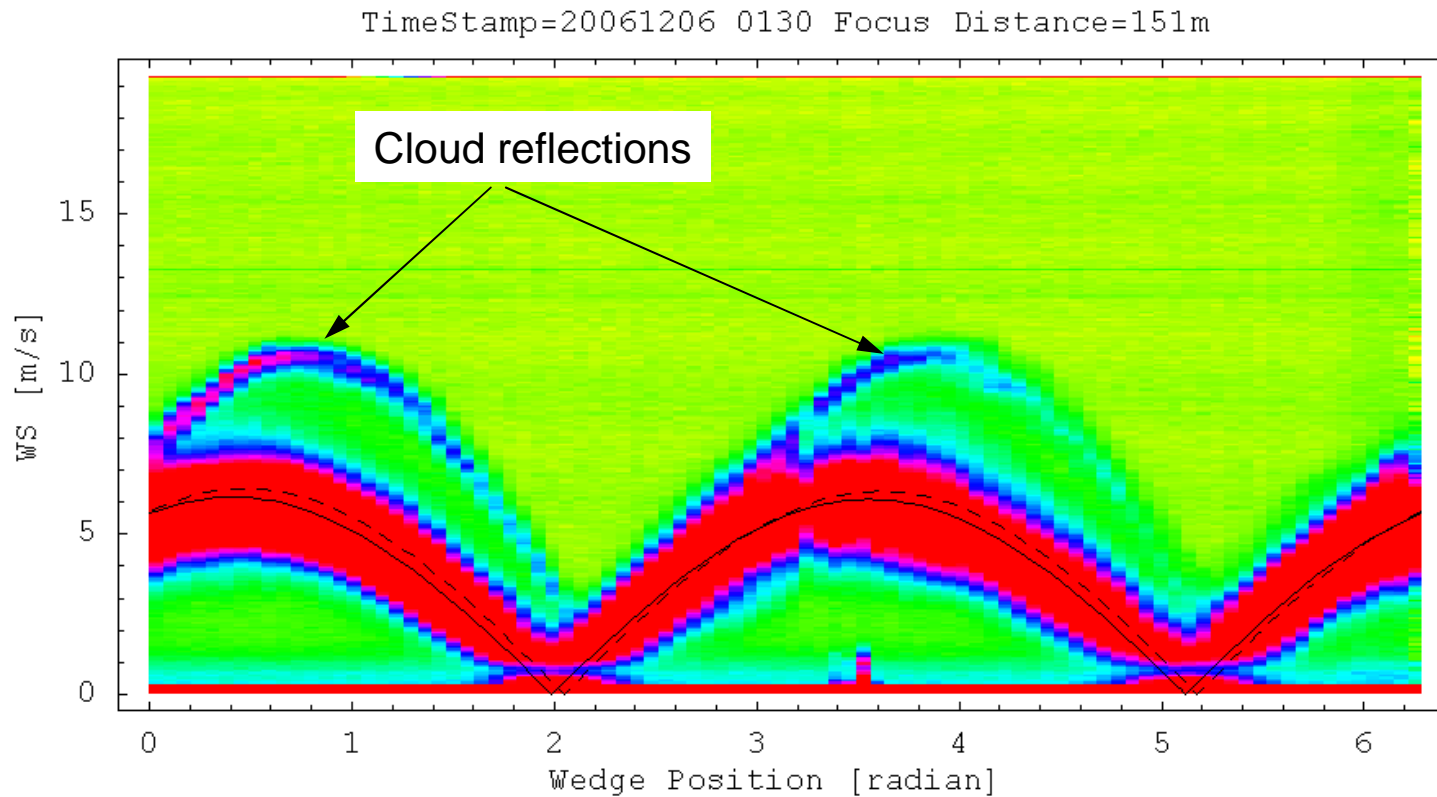 TimeStamp=20061206 0130 Focus Distance=151m
Cloud reflections
15
10
5
0
WS [m/s]
0 1 2 3 4 5 6
Wedge Position [radian]